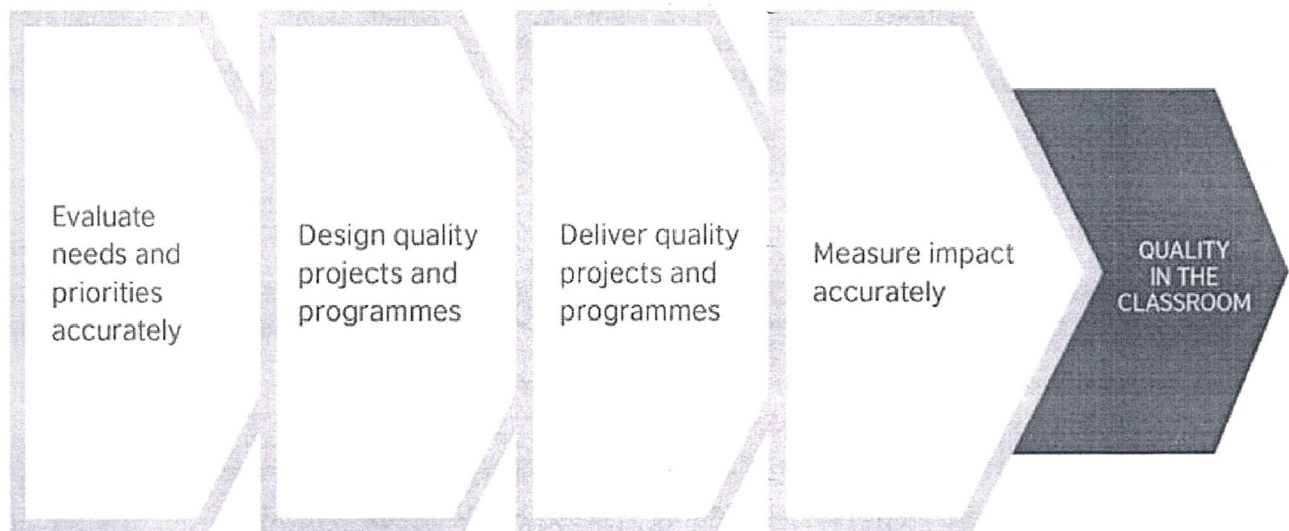 Evaluate
needs and
priorities
accurately
Design quality
projects and
programmes
Deliver quality
projects and
programmes
Measure impact
accurately
QUALITY
IN THE
CLASSROOM